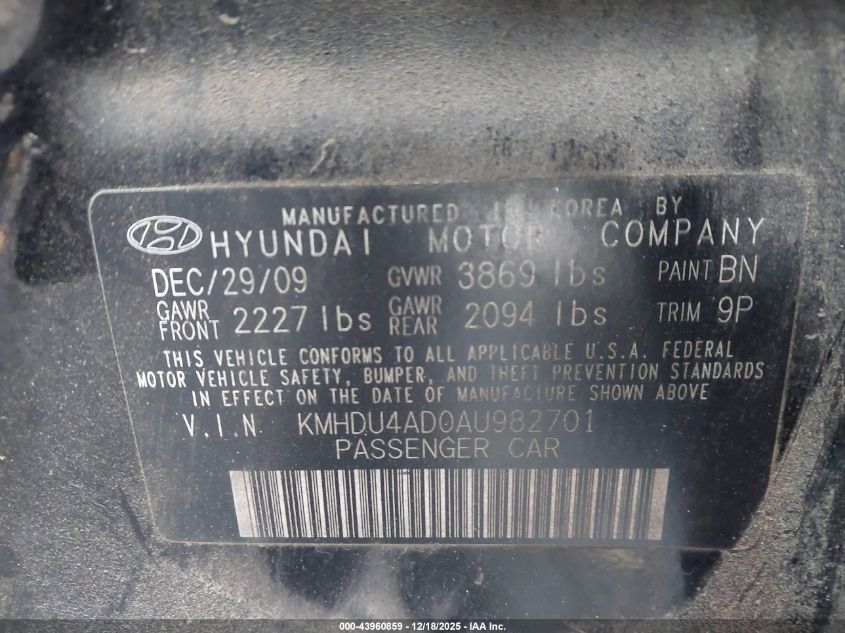 MANUFACTURED IN KOREA BY
HYUNDAI MOTOR COMPANY
DEC/29/09 GVWR 3869 lbs PAINT BN
GAWR FRONT 2227 lbs GAWR REAR 2094 lbs TRIM 9P
THIS VEHICLE CONFORMS TO ALL APPLICABLE U.S.A. FEDERAL
MOTOR VEHICLE SAFETY, BUMPER, AND THEFT PREVENTION STANDARDS
IN EFFECT ON THE DATE OF MANUFACTURE SHOWN ABOVE
V.I.N. KMHDU4AD0AU982701
PASSENGER CAR
000-43960859 - 12/18/2025 - IAA Inc.